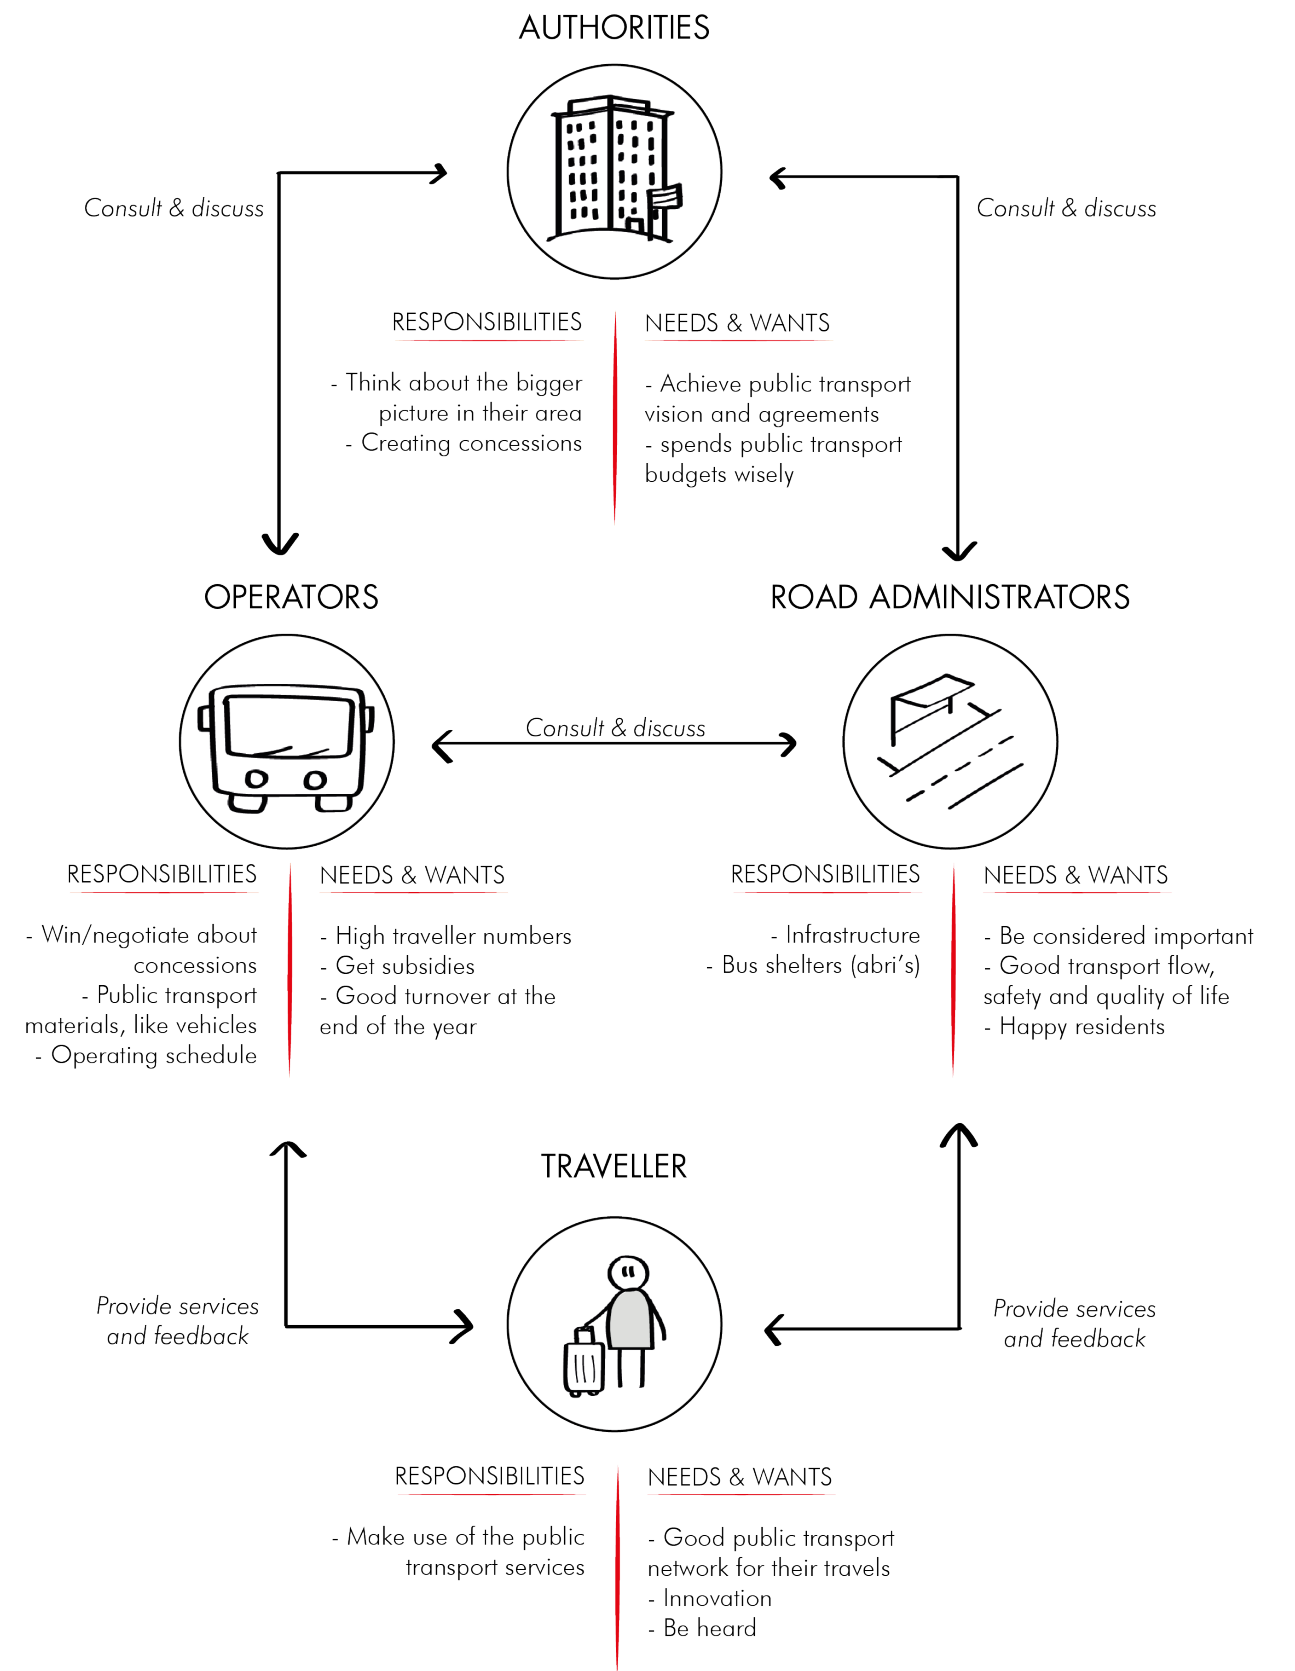 AUTHORITIES
Consult & discuss
Consult & discuss
RESPONSIBILITIES
- Think about the bigger
picture in their area
- Creating concessions
NEEDS & WANTS
- Achieve public transport
vision and agreements
- spends public transport
budgets wisely
OPERATORS
ROAD ADMINISTRATORS
Consult & discuss
RESPONSIBILITIES
- Win/negotiate about
concessions
- Public transport
materials, like vehicles
- Operating schedule
NEEDS & WANTS
- High traveller numbers
- Get subsidies
- Good turnover at the
end of the year
RESPONSIBILITIES
- Infrastructure
- Bus shelters (abri's)
NEEDS & WANTS
- Be considered important
- Good transport flow,
safety and quality of life
- Happy residents
TRAVELLER
Provide services
and feedback
Provide services
and feedback
RESPONSIBILITIES
- Make use of the public
transport services
NEEDS & WANTS
- Good public transport
network for their travels
- Innovation
- Be heard